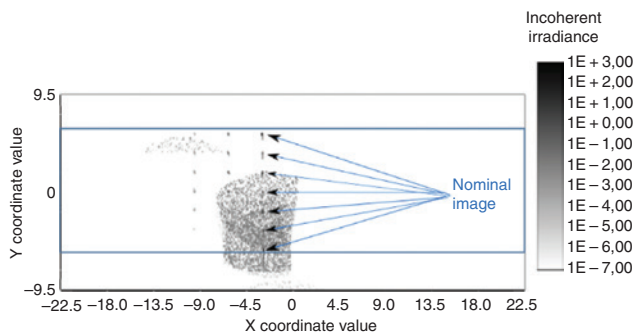 Incoherent
irradiance
1E + 3,00
1E + 2,00
1E + 1,00
1E + 0,00
1E − 1,00
1E − 2,00
1E − 3,00
1E − 4,00
1E − 5,00
1E − 6,00
1E − 7,00
9.5
0
−9.5
Y coordinate value
Nominal
image
−22.5 −18.0 −13.5 −9.0 −4.5 0 4.5 9.0 13.5 18.0 22.5
X coordinate value